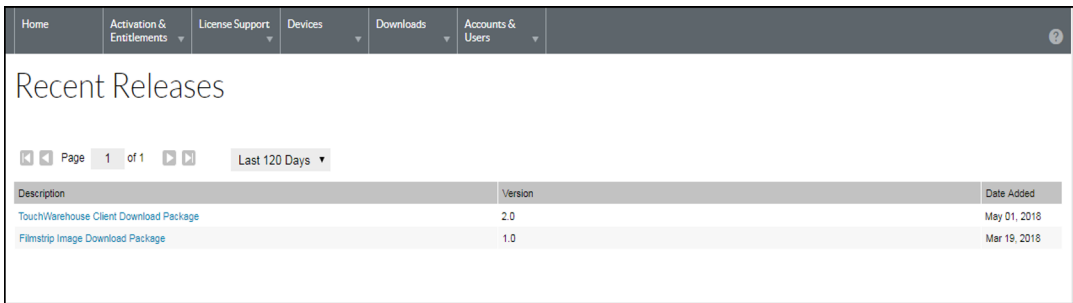 Home
Activation &
Entitlements
License Support
Devices
Downloads
Accounts &
Users
?
Recent Releases
Page 1 of 1
Last 120 Days
Description Version Date Added
TouchWarehouse Client Download Package 2.0 May 01, 2018
Filmstrip Image Download Package 1.0 Mar 19, 2018